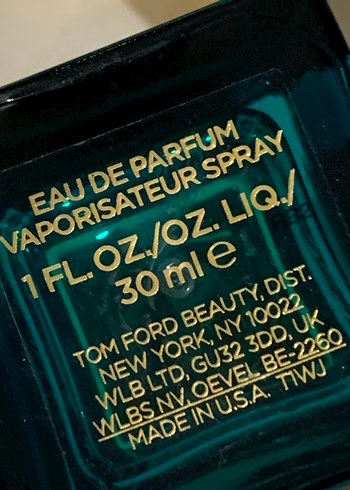 EAU DE PARFUM
VAPORISATEUR SPRAY
1 FL. OZ./OZ. LIQ./
30 ml ℮
TOM FORD BEAUTY, DIST.
NEW YORK, NY 10022
WLB LTD, GU32 3DD, UK
WLBS NV, OEVEL, BE-2260
MADE IN U.S.A. TIWJ